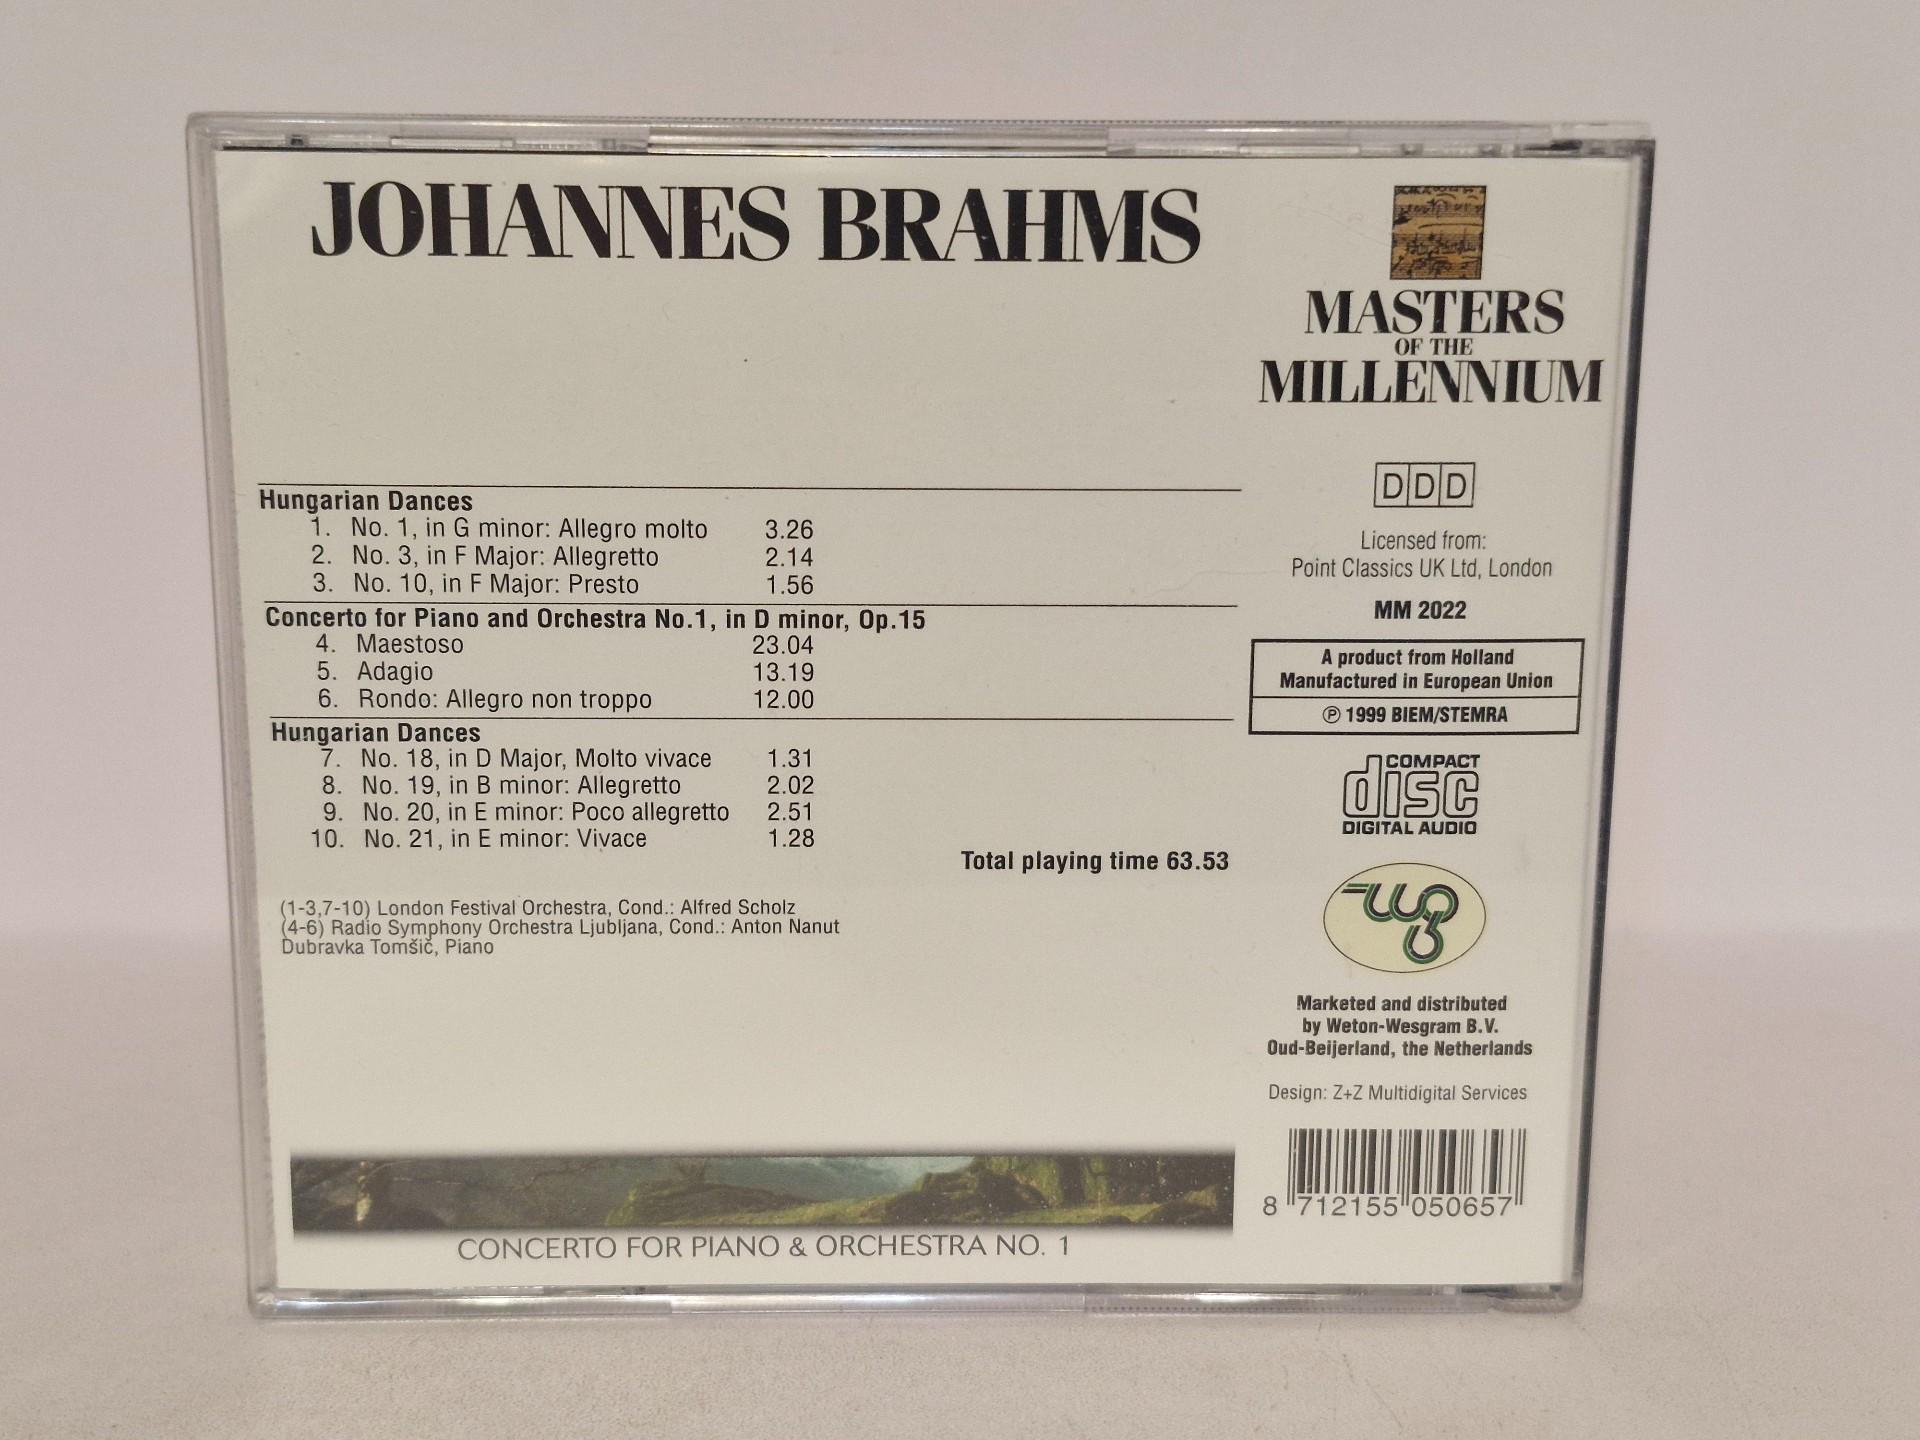 JOHANNES BRAHMS
Hungarian Dances
1. No. 1, in G minor: Allegro molto 3.26
2. No. 3, in F Major: Allegretto 2.14
3. No. 10, in F Major: Presto 1.56
Concerto for Piano and Orchestra No.1, in D minor, Op.15
4. Maestoso 23.04
5. Adagio 13.19
6. Rondo: Allegro non troppo 12.00
Hungarian Dances
7. No. 18, in D Major, Molto vivace 1.31
8. No. 19, in B minor: Allegretto 2.02
9. No. 20, in E minor: Poco allegretto 2.51
10. No. 21, in E minor: Vivace 1.28
Total playing time 63.53
(1-3,7-10) London Festival Orchestra, Cond.: Alfred Scholz
(4-6) Radio Symphony Orchestra Ljubljana, Cond.: Anton Nanut
Dubravka Tomšič, Piano
CONCERTO FOR PIANO & ORCHESTRA NO. 1
MASTERS
OF THE
MILLENNIUM
DDD
Licensed from:
Point Classics UK Ltd, London
MM 2022
A product from Holland
Manufactured in European Union
℗ 1999 BIEM/STEMRA
COMPACT
disc
DIGITAL AUDIO
Marketed and distributed
by Weton-Wesgram B.V.
Oud-Beijerland, the Netherlands
Design: Z+Z Multidigital Services
8 712155 050657